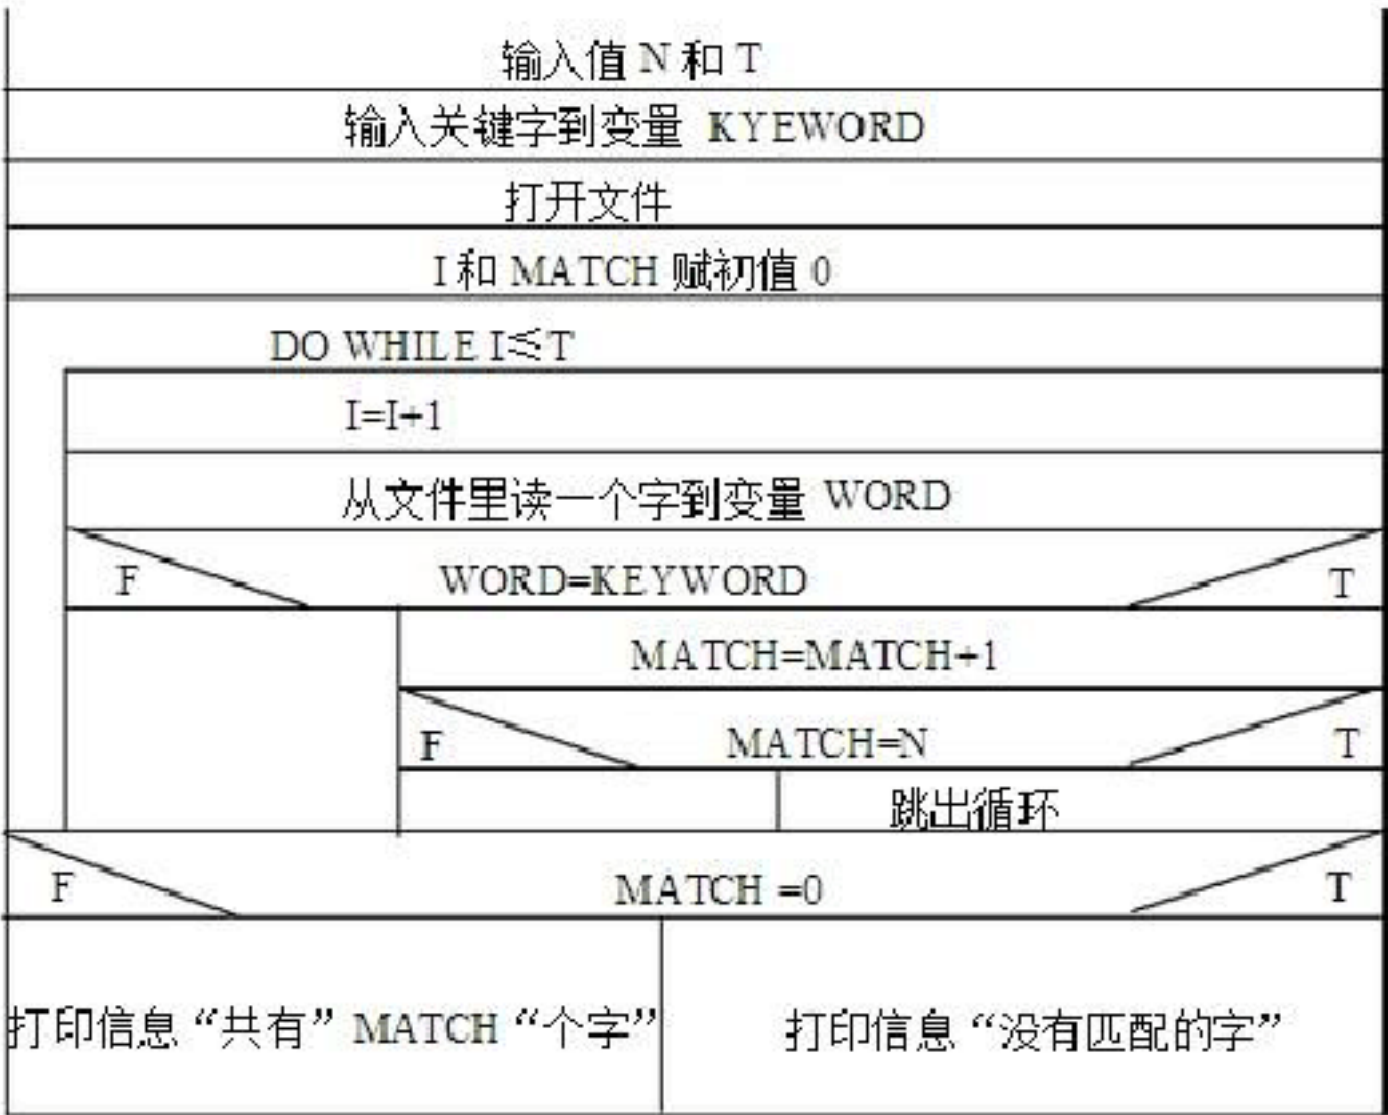 输入值 N 和 T
输入关键字到变量 KYEWORD
打开文件
I 和 MATCH 赋初值 0
DO WHILE I≤T
I=I+1
从文件里读一个字到变量 WORD
F WORD=KEYWORD T
MATCH=MATCH+1
F MATCH=N T
跳出循环
F MATCH =0 T
打印信息“共有”MATCH“个字” 打印信息“没有匹配的字”